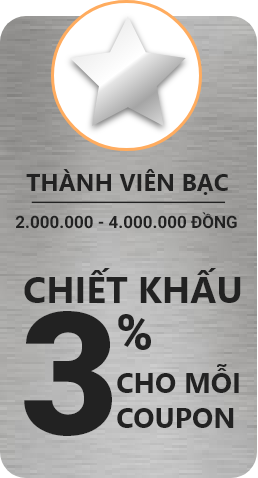 THÀNH VIÊN BẠC
2.000.000 - 4.000.000 ĐỒNG
CHIẾT KHẤU
3%
CHO MỖI
COUPON